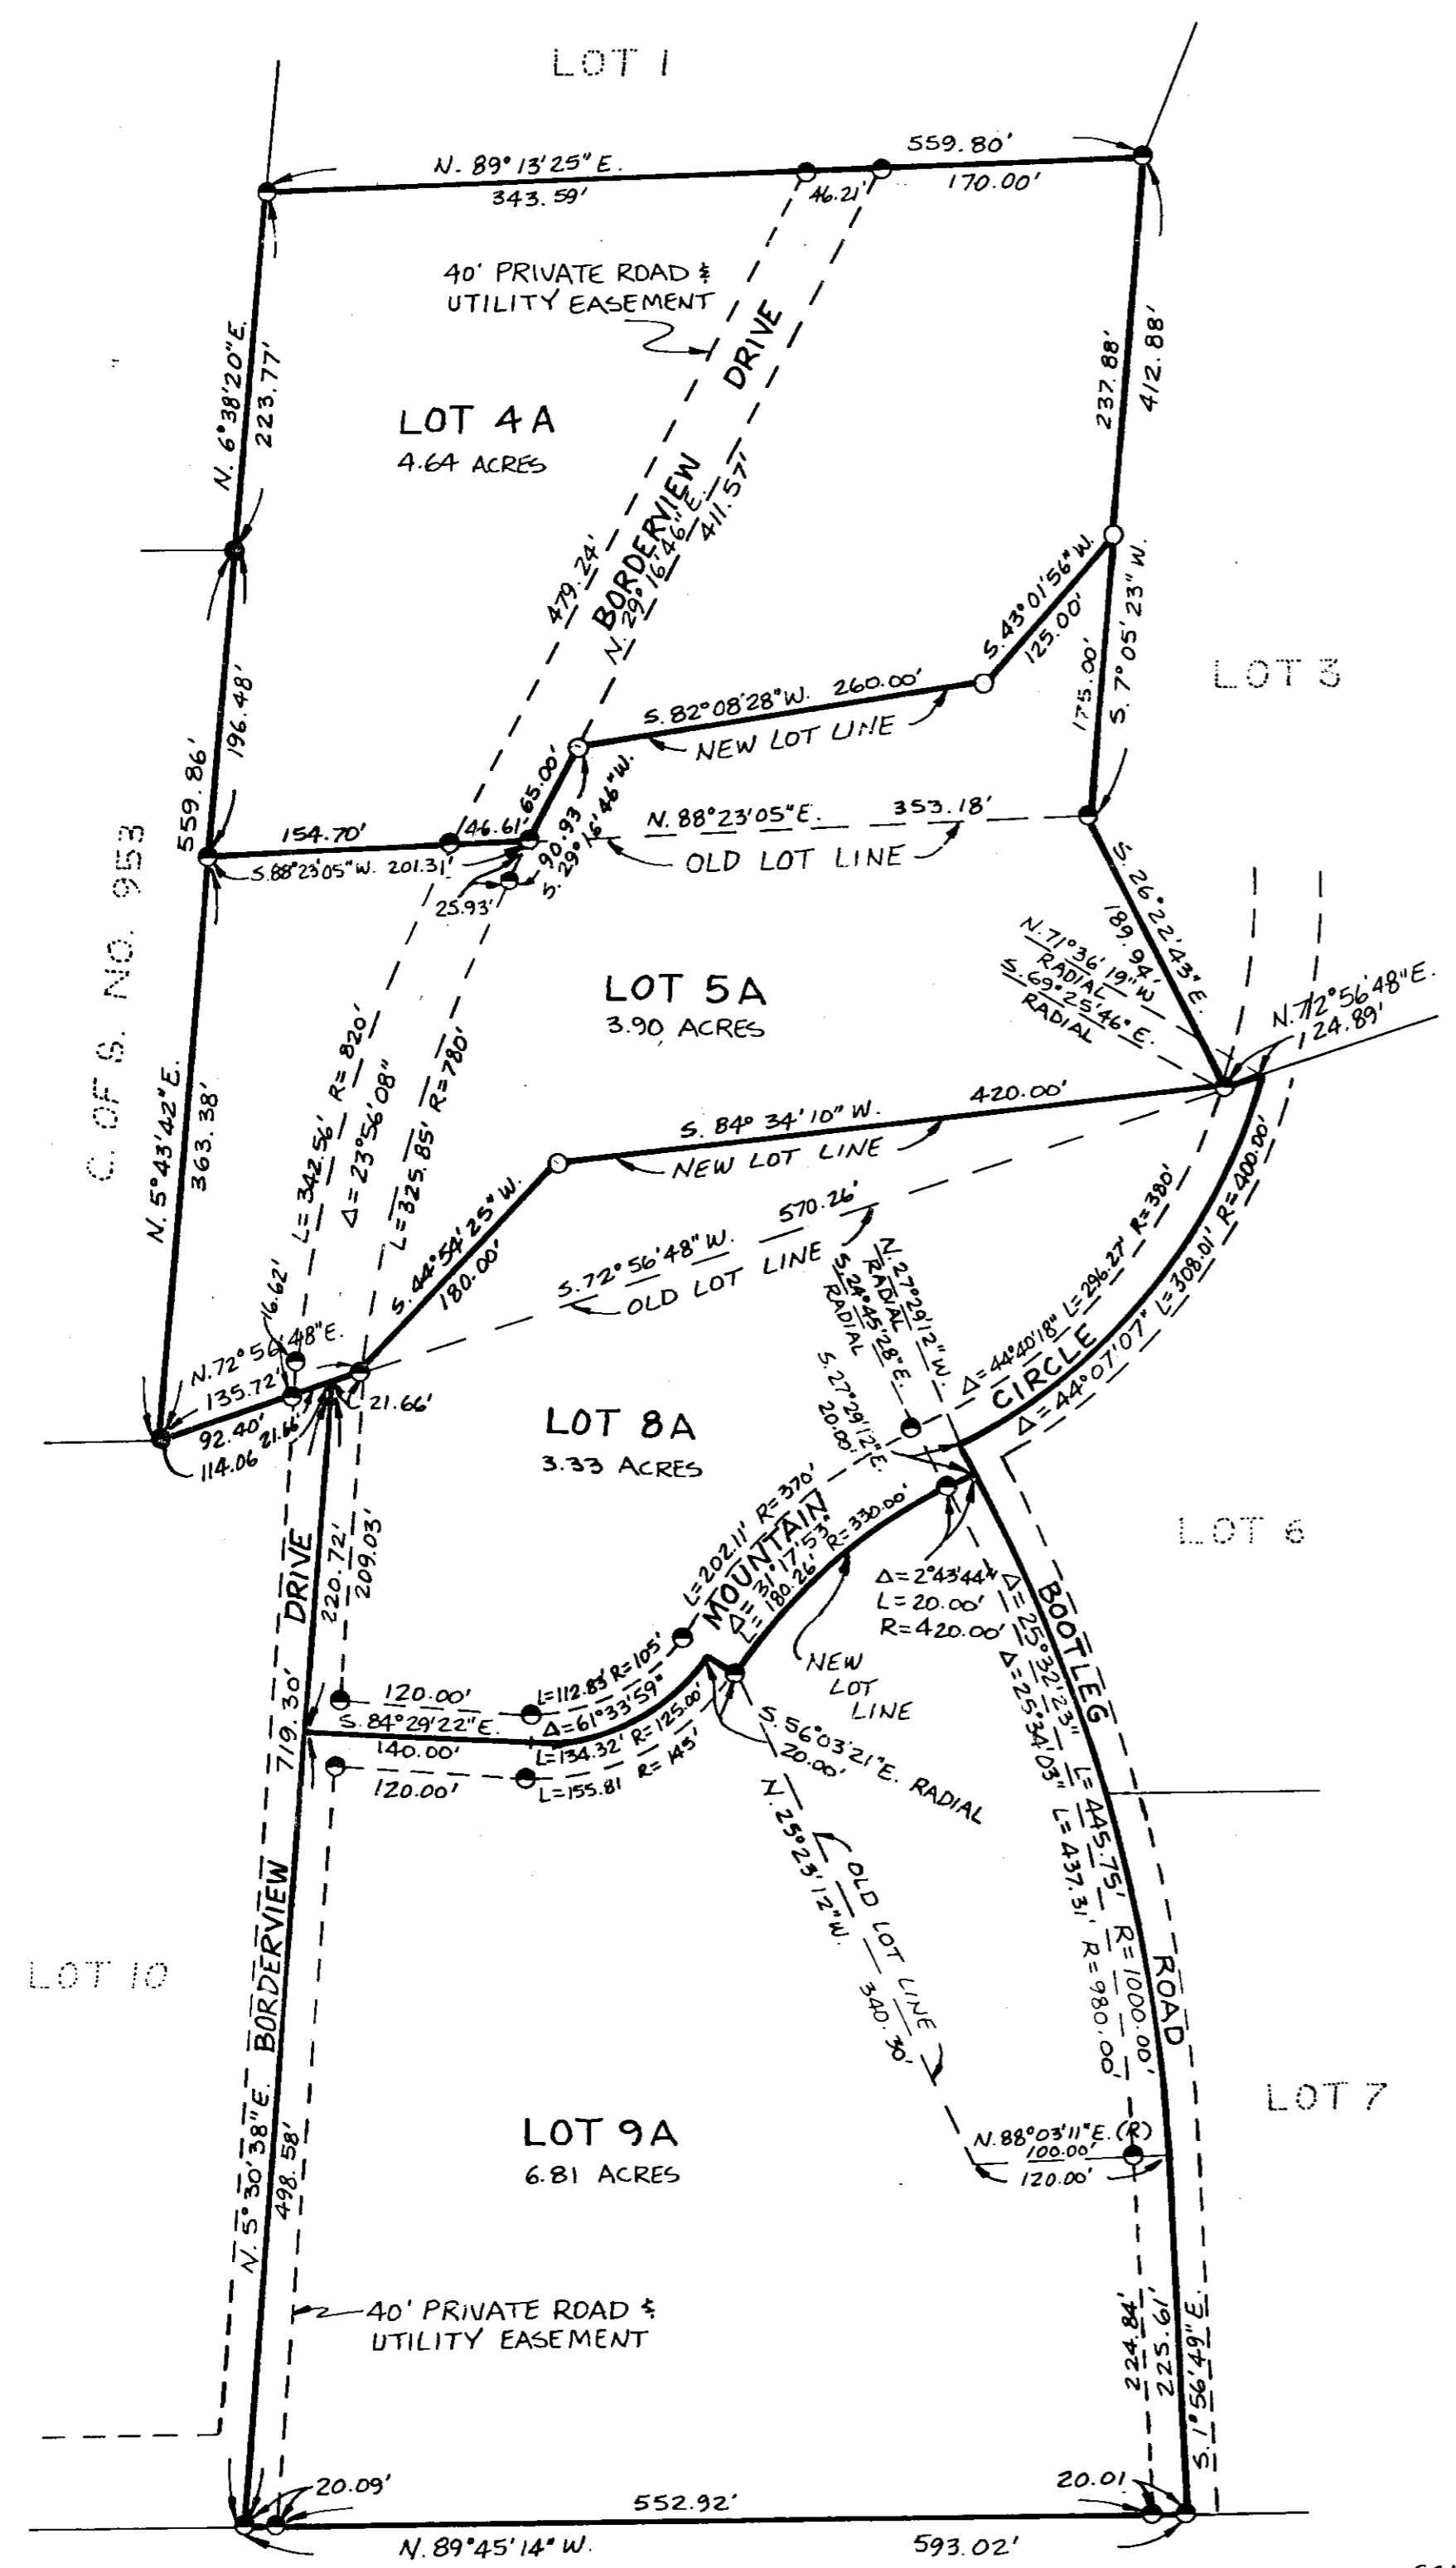 LOT 1
559.80'
N. 89° 13' 25" E.
343.59'
46.21'
170.00'
40' PRIVATE ROAD &
UTILITY EASEMENT
DRIVE
237.88'
412.88'
N. 6° 38' 20" E.
223.77'
LOT 4A
4.64 ACRES
BORDERVIEW
N. 29° 16' 46" E.
411.57'
479.24'
S. 43° 01' 56" W.
125.00'
S. 7° 05' 23" W.
175.00'
LOT 3
196.48'
559.86'
S. 82° 08' 28" W. 260.00'
NEW LOT LINE
65.00'
154.70'
46.61'
N. 88° 23' 05" E. 353.18'
OLD LOT LINE
S. 88° 23' 05" W. 201.31'
90.93
S. 29° 16' 46" W.
25.93'
C. OF S. NO. 953
S. 26° 22' 43" E.
189.94'
LOT 5A
3.90 ACRES
N. 71° 36' 19" W
RADIAL
S. 69° 25' 46" E.
RADIAL
N. 72° 56' 48" E.
124.89'
N. 5° 43' 42" E.
363.38'
L= 342.56' R= 820'
Δ= 23° 56' 08"
L= 325.85' R= 780'
S. 84° 34' 10" W.
420.00'
NEW LOT LINE
S. 44° 54' 25" W.
180.00'
570.26'
S. 72° 56' 48" W.
OLD LOT LINE
16.62'
N. 72° 56' 48" E.
135.72'
92.40'
21.66'
114.06
21.66'
N. 27° 29' 12" W.
RADIAL
S. 24° 45' 28" E.
RADIAL
S. 27° 29' 12" E.
20.00'
Δ= 44° 40' 18" L= 296.27' R= 380'
CIRCLE
Δ= 44° 07' 07" L= 308.01' R= 400.00'
LOT 8A
3.33 ACRES
DRIVE
220.72'
209.03'
L= 202.11' R= 370'
MOUNTAIN
Δ= 31° 17' 53"
L= 180.26' R= 330.00'
LOT 6
Δ= 2° 43' 44"
L= 20.00'
R= 420.00'
NEW
LOT
LINE
BOOTLEG
Δ= 25° 32' 23" L= 445.75' R= 1000.00'
Δ= 25° 34' 03" L= 437.31' R= 980.00'
ROAD
120.00'
S. 84° 29' 22" E.
140.00'
120.00'
L= 112.83' R= 105'
Δ= 61° 33' 59"
L= 134.32' R= 125.00'
L= 155.81 R= 145'
S. 56° 03' 21" E. RADIAL
20.00'
719.30'
N. 25° 23' 12" W.
340.30'
OLD LOT LINE
LOT 10
BORDERVIEW
N. 5° 30' 38" E.
498.58'
LOT 7
LOT 9A
6.81 ACRES
N. 88° 03' 11" E. (R)
100.00'
120.00'
40' PRIVATE ROAD &
UTILITY EASEMENT
224.84'
225.61'
S. 1° 56' 49" E.
20.09'
552.92'
20.01
N. 89° 45' 14" W.
593.02'